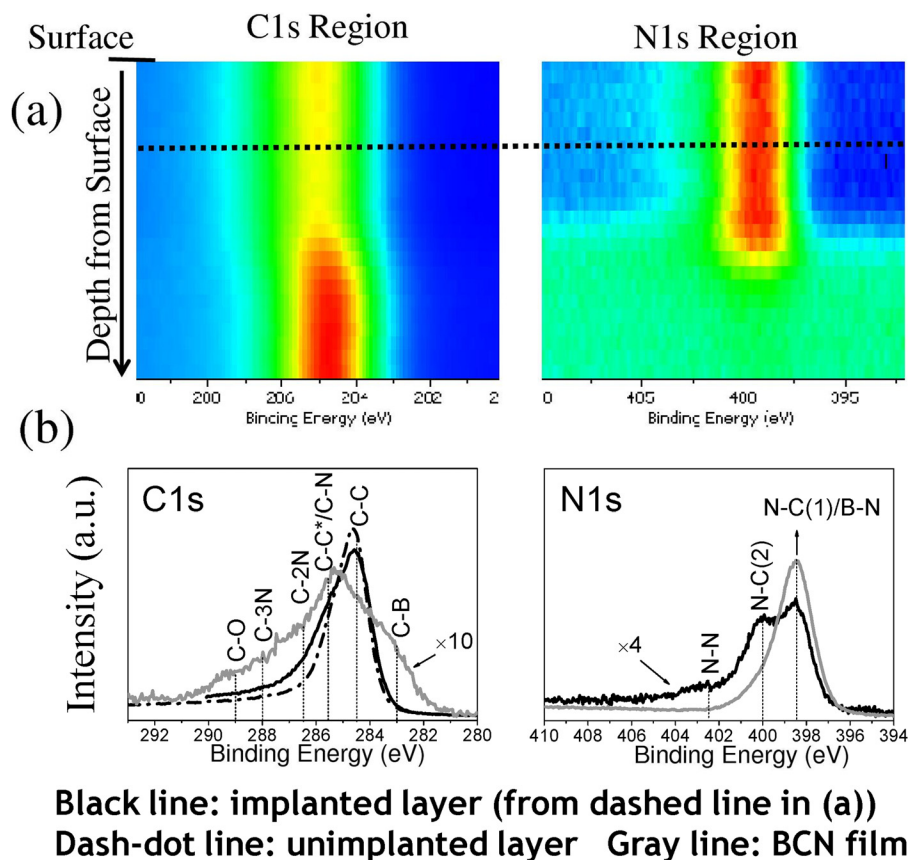 Surface
C1s Region
N1s Region
(a)
Depth from Surface
0 200 206 204 202 2
Bincing Energy (eV)
0 405 400 395
Binding Energy (eV)
(b)
Intensity (a.u.)
C1s
C-O
C-3N
C-2N
C-C*/C-N
C-C
C-B
×10
292 290 288 286 284 282 280
Binding Energy (eV)
N1s
N-C(1)/B-N
N-C(2)
N-N
×4
410 408 406 404 402 400 398 396 394
Binding Energy (eV)
Black line: implanted layer (from dashed line in (a))
Dash-dot line: unimplanted layer Gray line: BCN film